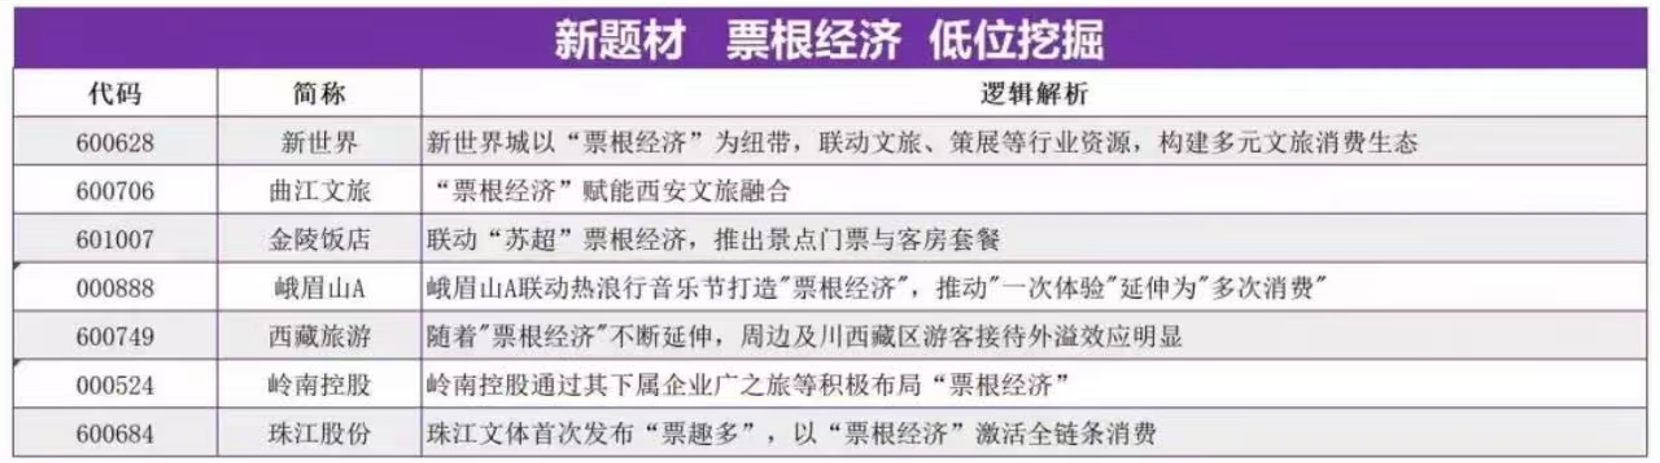 新题材 票根经济 低位挖掘
代码 简称 逻辑解析
600628 新世界 新世界城以“票根经济”为纽带，联动文旅、策展等行业资源，构建多元文旅消费生态
600706 曲江文旅 “票根经济”赋能西安文旅融合
601007 金陵饭店 联动“苏超”票根经济，推出景点门票与客房套餐
000888 峨眉山A 峨眉山A联动热浪行音乐节打造"票根经济"，推动"一次体验"延伸为"多次消费"
600749 西藏旅游 随着"票根经济"不断延伸，周边及川西藏区游客接待外溢效应明显
000524 岭南控股 岭南控股通过其下属企业广之旅等积极布局“票根经济”
600684 珠江股份 珠江文体首次发布“票趣多”，以“票根经济”激活全链条消费